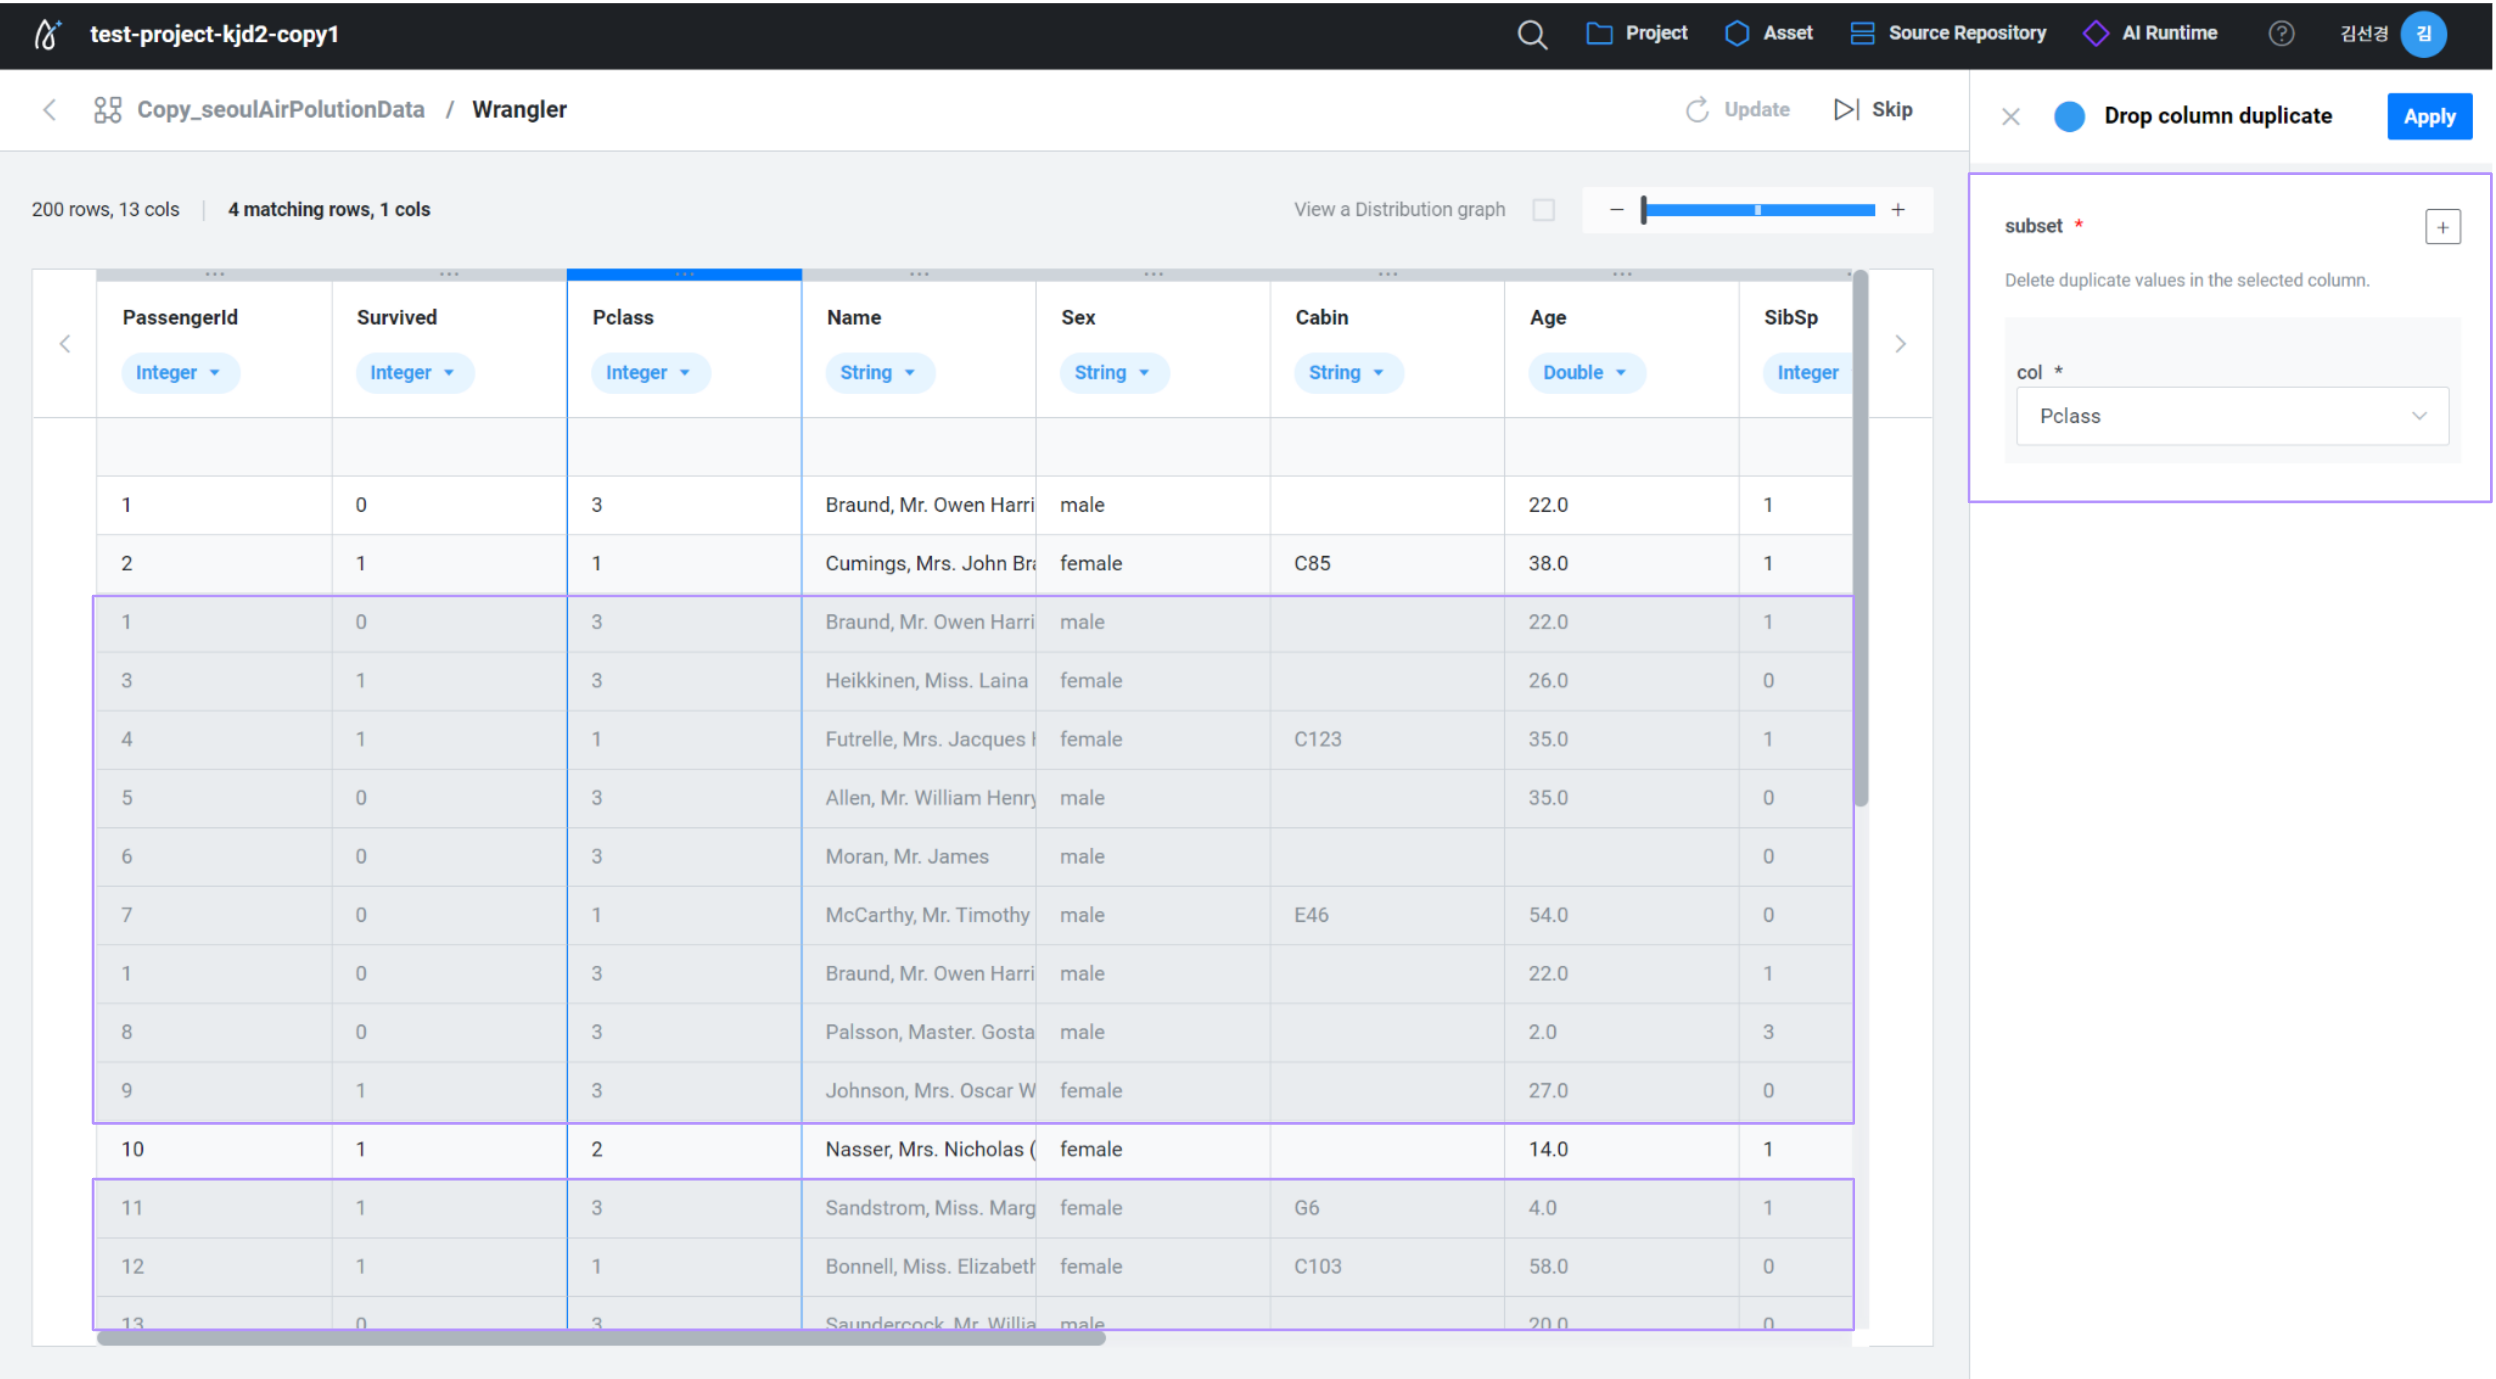 test-project-kjd2-copy1 Project Asset Source Repository AI Runtime ? 김선경 김
Copy_seoulAirPolutionData / Wrangler Update Skip
Drop column duplicate Apply
200 rows, 13 cols | 4 matching rows, 1 cols View a Distribution graph − +
subset * +
Delete duplicate values in the selected column.
col *
Pclass
PassengerId Survived Pclass Name Sex Cabin Age SibSp
Integer Integer Integer String String String Double Integer
1 0 3 Braund, Mr. Owen Harri male 22.0 1
2 1 1 Cumings, Mrs. John Bra female C85 38.0 1
1 0 3 Braund, Mr. Owen Harri male 22.0 1
3 1 3 Heikkinen, Miss. Laina female 26.0 0
4 1 1 Futrelle, Mrs. Jacques female C123 35.0 1
5 0 3 Allen, Mr. William Henry male 35.0 0
6 0 3 Moran, Mr. James male 0
7 0 1 McCarthy, Mr. Timothy male E46 54.0 0
1 0 3 Braund, Mr. Owen Harri male 22.0 1
8 0 3 Palsson, Master. Gosta male 2.0 3
9 1 3 Johnson, Mrs. Oscar W female 27.0 0
10 1 2 Nasser, Mrs. Nicholas ( female 14.0 1
11 1 3 Sandstrom, Miss. Marg female G6 4.0 1
12 1 1 Bonnell, Miss. Elizabeth female C103 58.0 0
13 0 3 Saundercock, Mr. Willia male 20.0 0